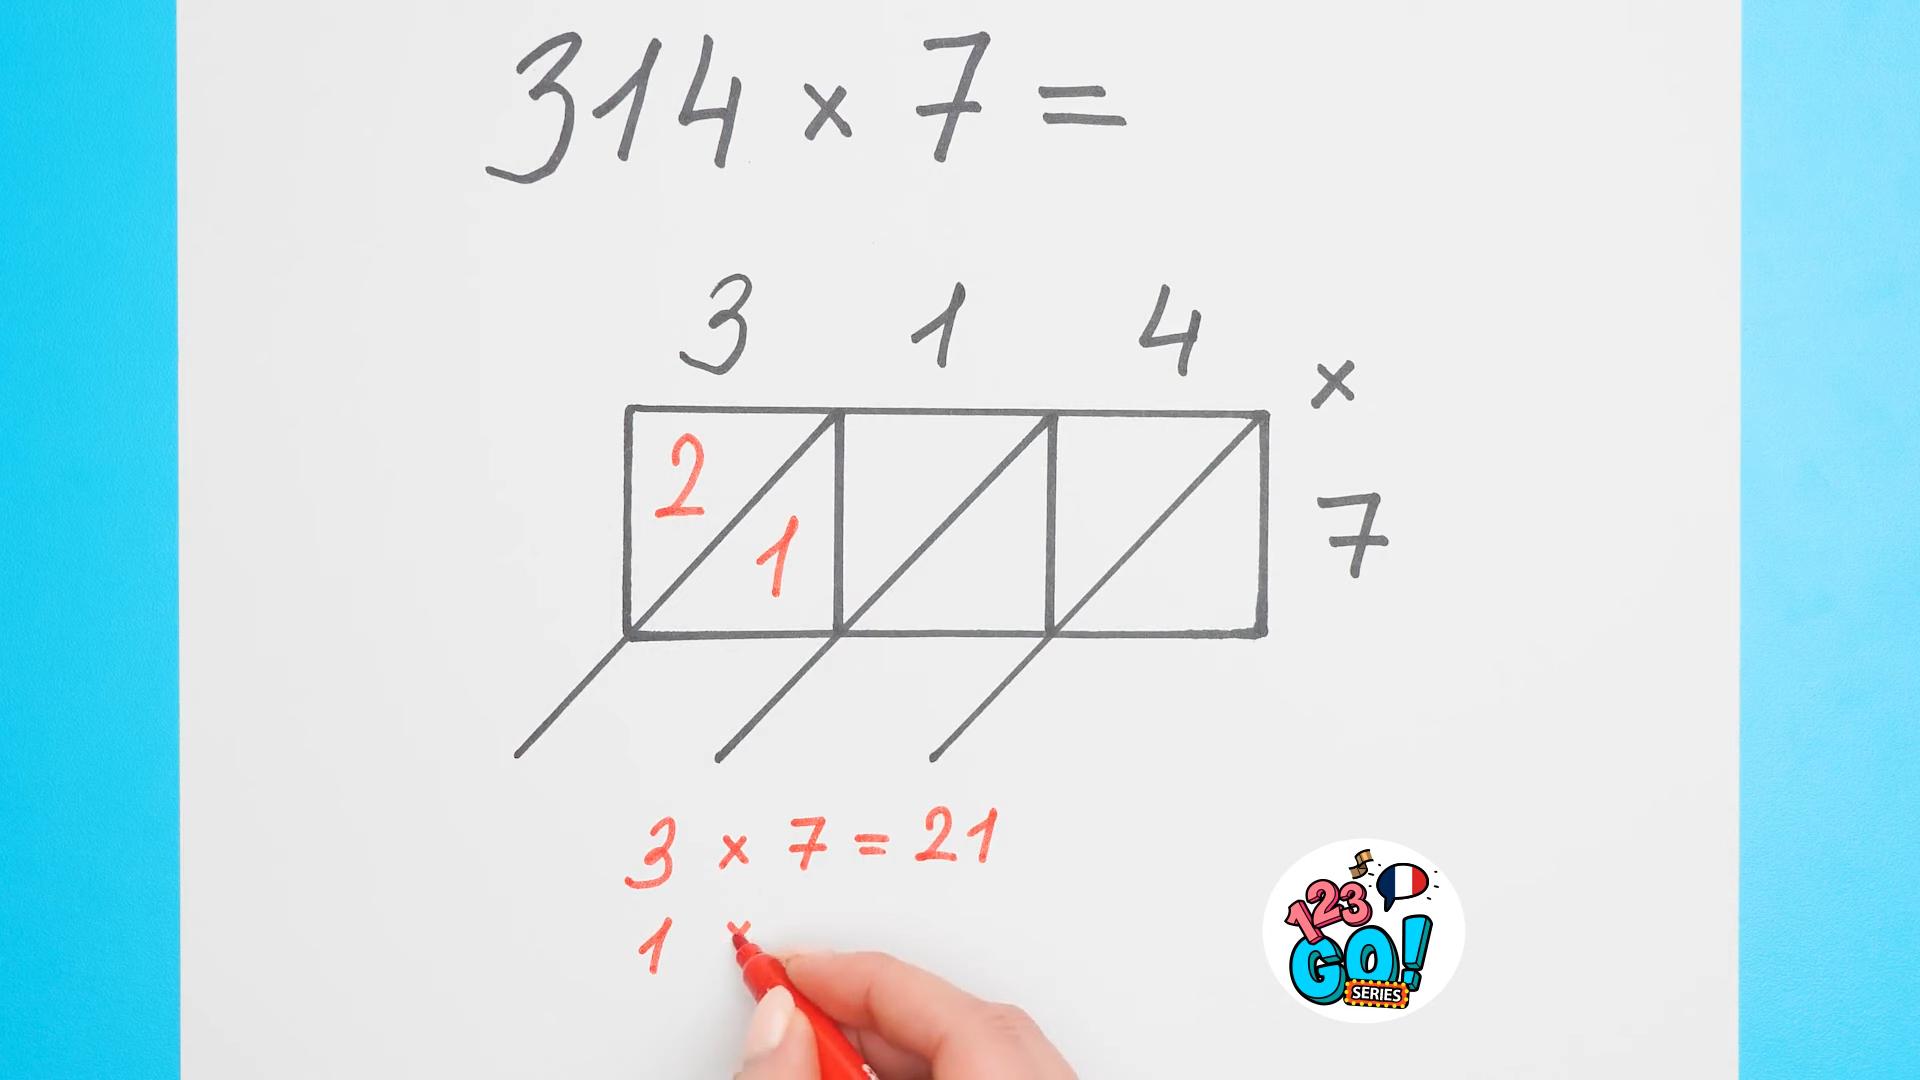 314 × 7 =
3 1 4 ×
7
2
1
3 × 7 = 21
1 ×
123
GO!
SERIES